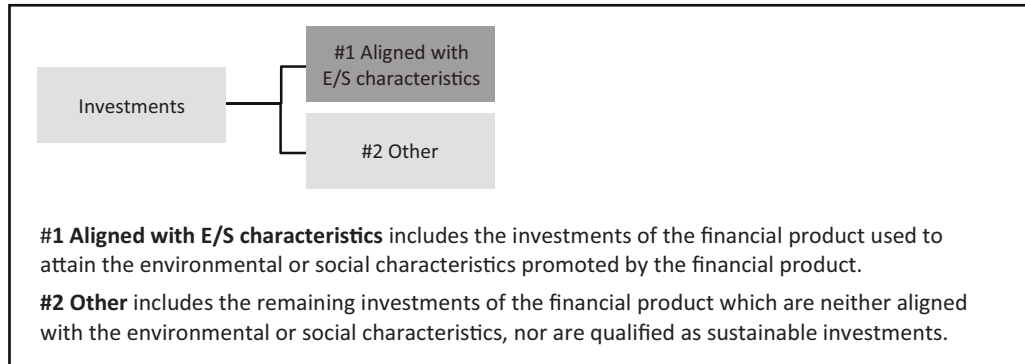 #1 Aligned with
E/S characteristics
Investments
#2 Other
#1 Aligned with E/S characteristics includes the investments of the financial product used to
attain the environmental or social characteristics promoted by the financial product.
#2 Other includes the remaining investments of the financial product which are neither aligned
with the environmental or social characteristics, nor are qualified as sustainable investments.